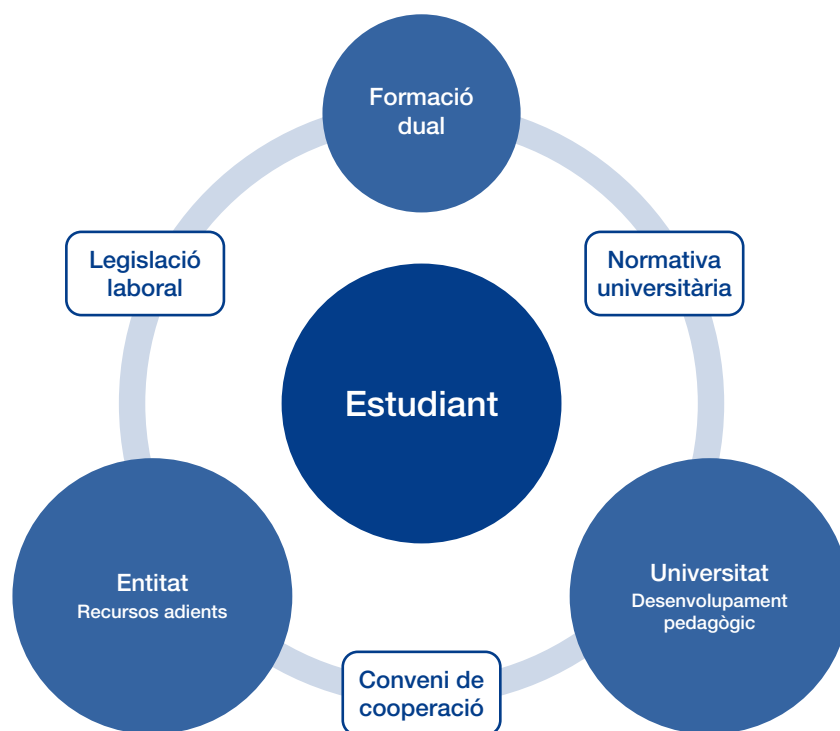 Formació
dual
Legislació
laboral
Normativa
universitària
Estudiant
Entitat
Recursos adients
Universitat
Desenvolupament
pedagògic
Conveni de
cooperació